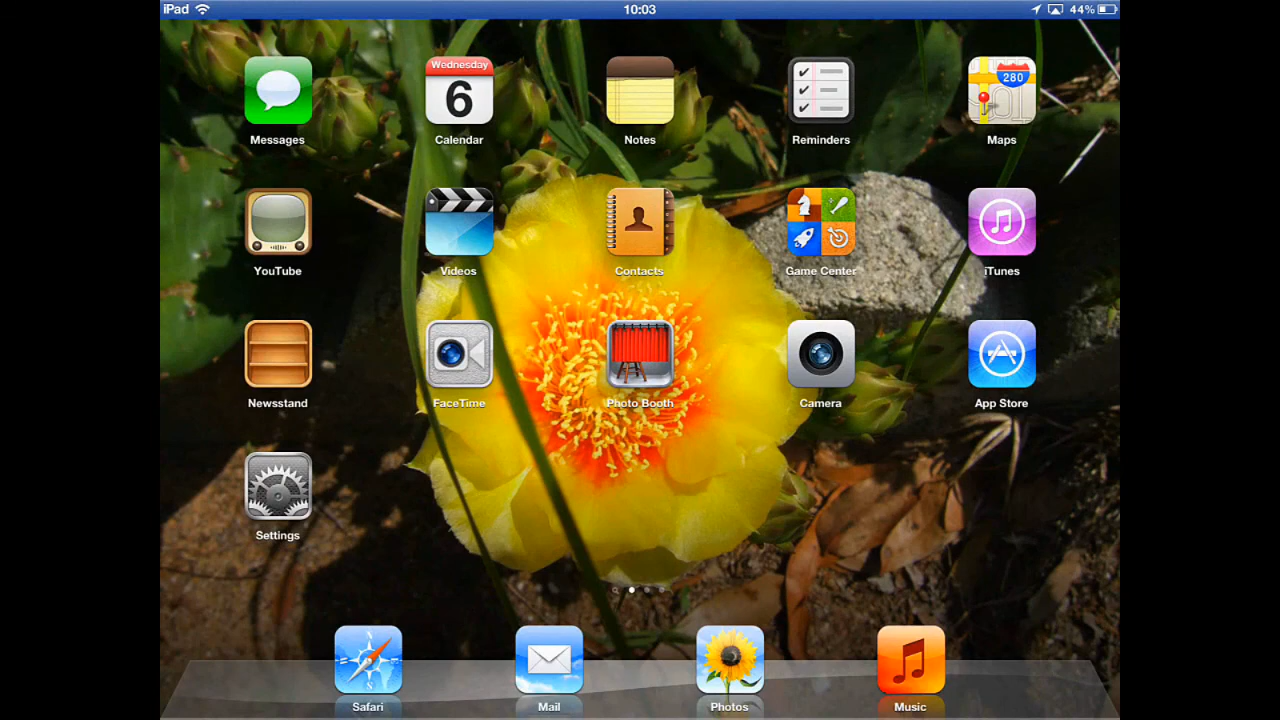 iPad 10:03 44%
Wednesday
6
280
Messages Calendar Notes Reminders Maps
YouTube Videos Contacts Game Center iTunes
Newsstand FaceTime Photo Booth Camera App Store
Settings
N
S
Safari Mail Photos Music